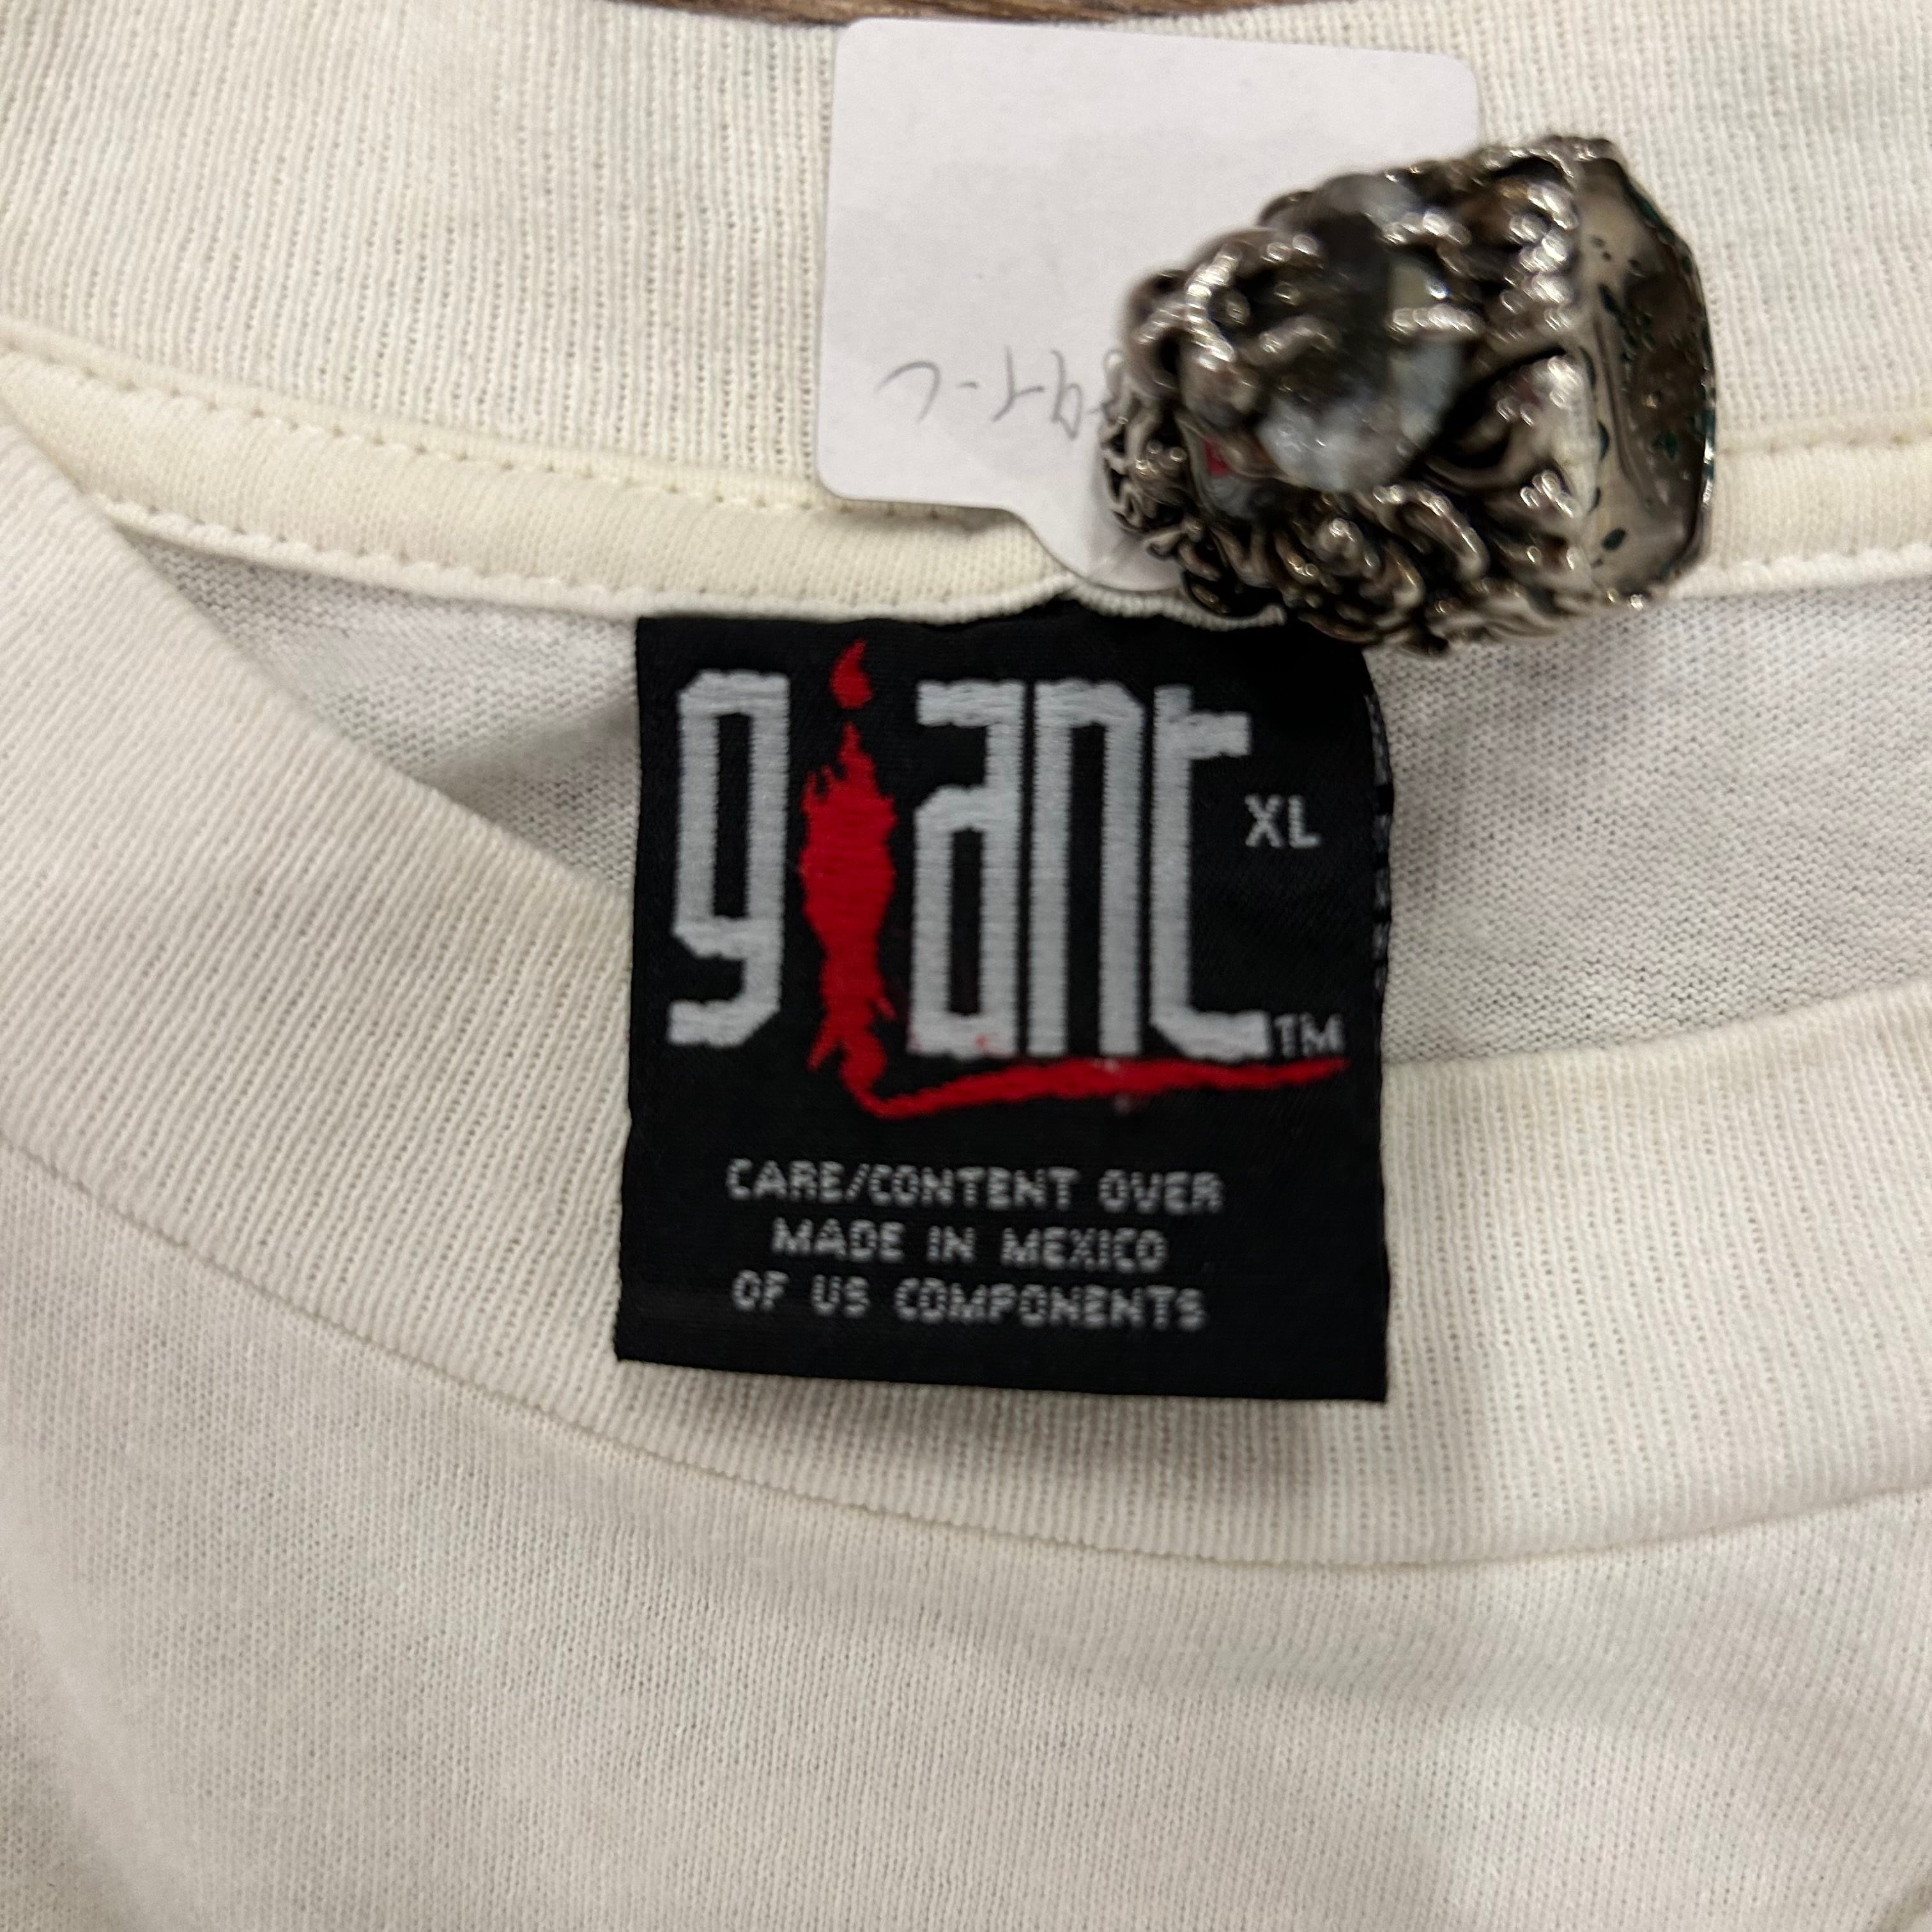 giant
XL
TM
CARE/CONTENT OVER
MADE IN MEXICO
OF US COMPONENTS